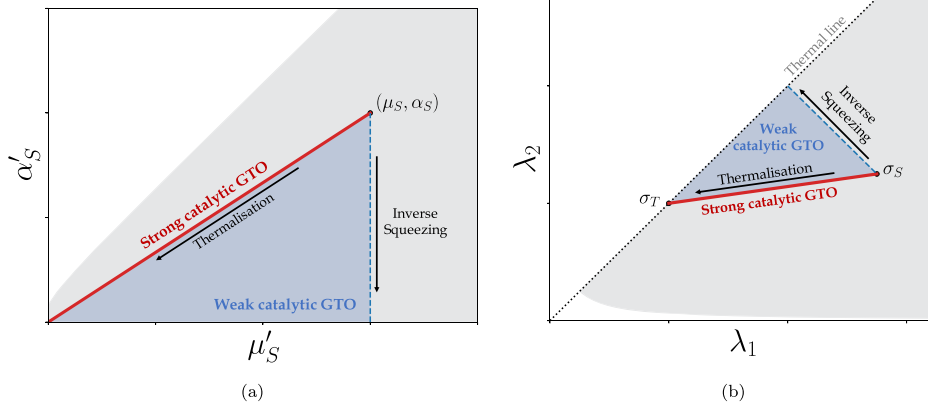 α′_S
(μ_S, α_S)
Strong catalytic GTO
Thermalisation
Inverse
Squeezing
Weak catalytic GTO
μ′_S
(a)
λ_2
Thermal line
Inverse
Squeezing
Weak
catalytic GTO
Thermalisation
σ_S
σ_T
Strong catalytic GTO
λ_1
(b)